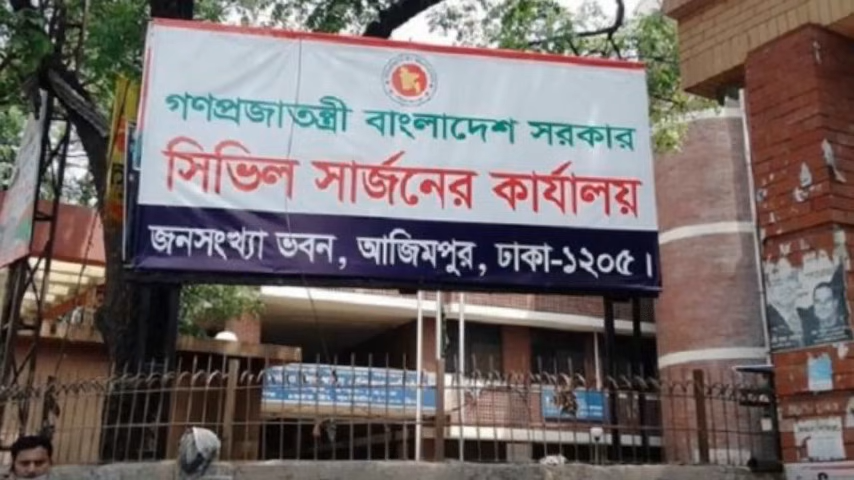 গণপ্রজাতন্ত্রী বাংলাদেশ সরকার
সিভিল সার্জনের কার্যালয়
জনসংখ্যা ভবন, আজিমপুর, ঢাকা-১২০৫।